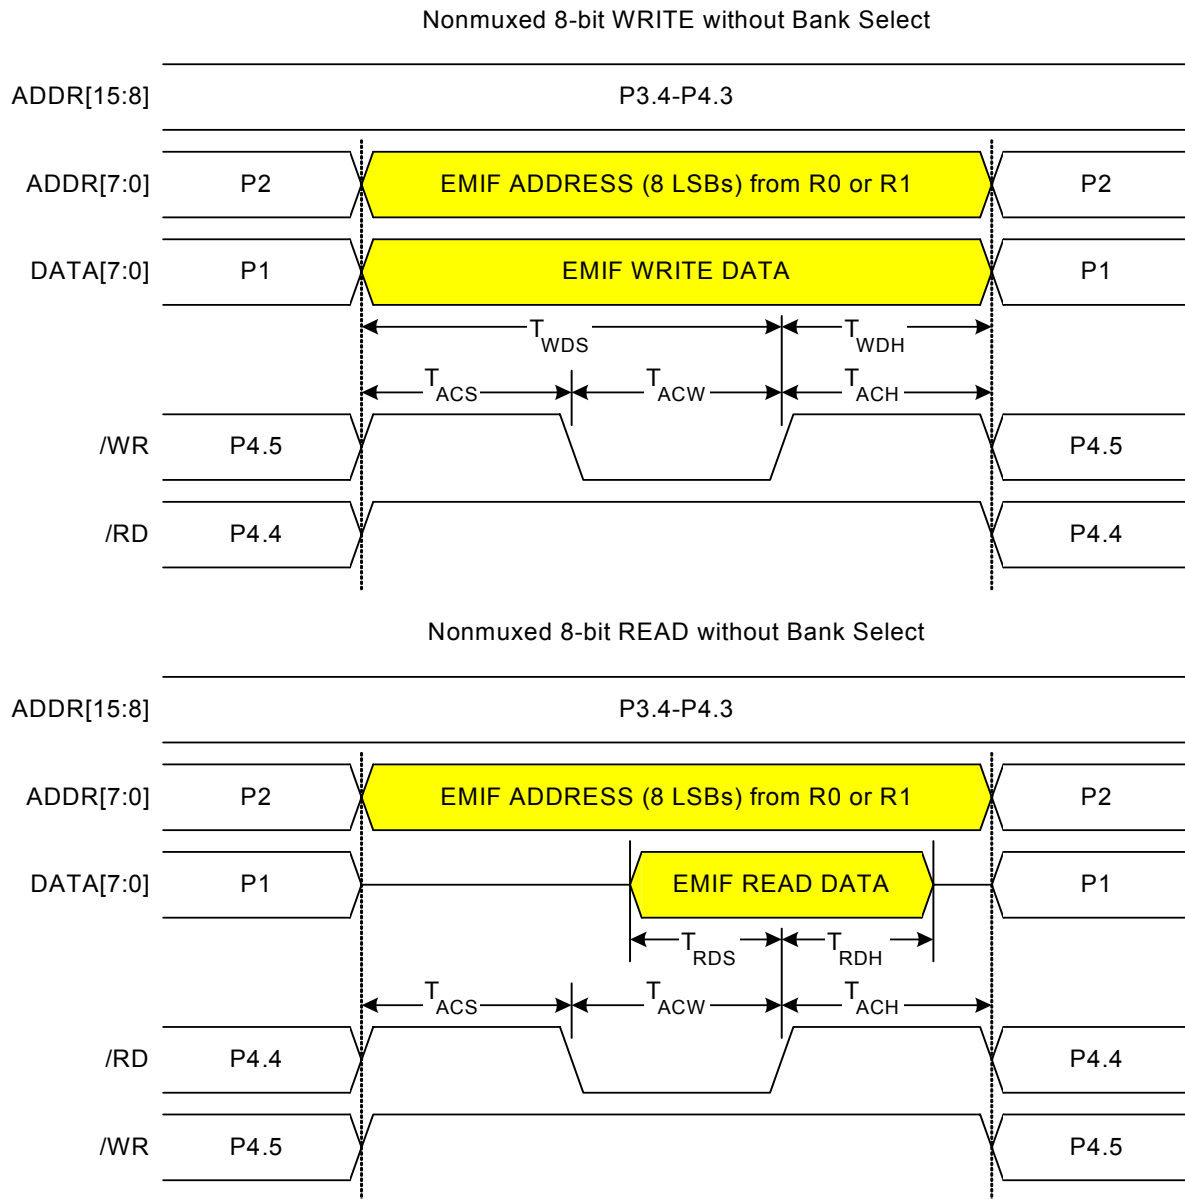 Nonmuxed 8-bit WRITE without Bank Select
ADDR[15:8] P3.4-P4.3
ADDR[7:0] P2 EMIF ADDRESS (8 LSBs) from R0 or R1 P2
DATA[7:0] P1 EMIF WRITE DATA P1
TWDS TWDH
TACS TACW TACH
/WR P4.5 P4.5
/RD P4.4 P4.4
Nonmuxed 8-bit READ without Bank Select
ADDR[15:8] P3.4-P4.3
ADDR[7:0] P2 EMIF ADDRESS (8 LSBs) from R0 or R1 P2
DATA[7:0] P1 EMIF READ DATA P1
TRDS TRDH
TACS TACW TACH
/RD P4.4 P4.4
/WR P4.5 P4.5